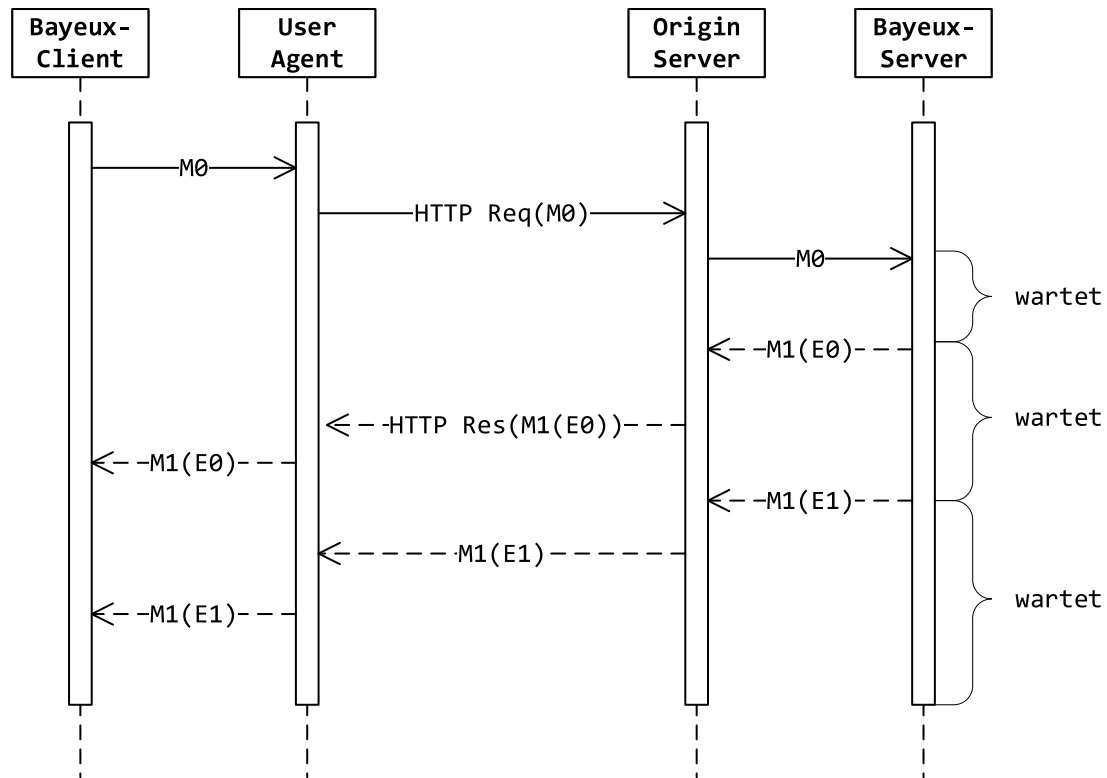 Bayeux-
Client
User
Agent
Origin
Server
Bayeux-
Server
M0
HTTP Req(M0)
M0
wartet
M1(E0)
HTTP Res(M1(E0))
wartet
M1(E0)
M1(E1)
M1(E1)
wartet
M1(E1)